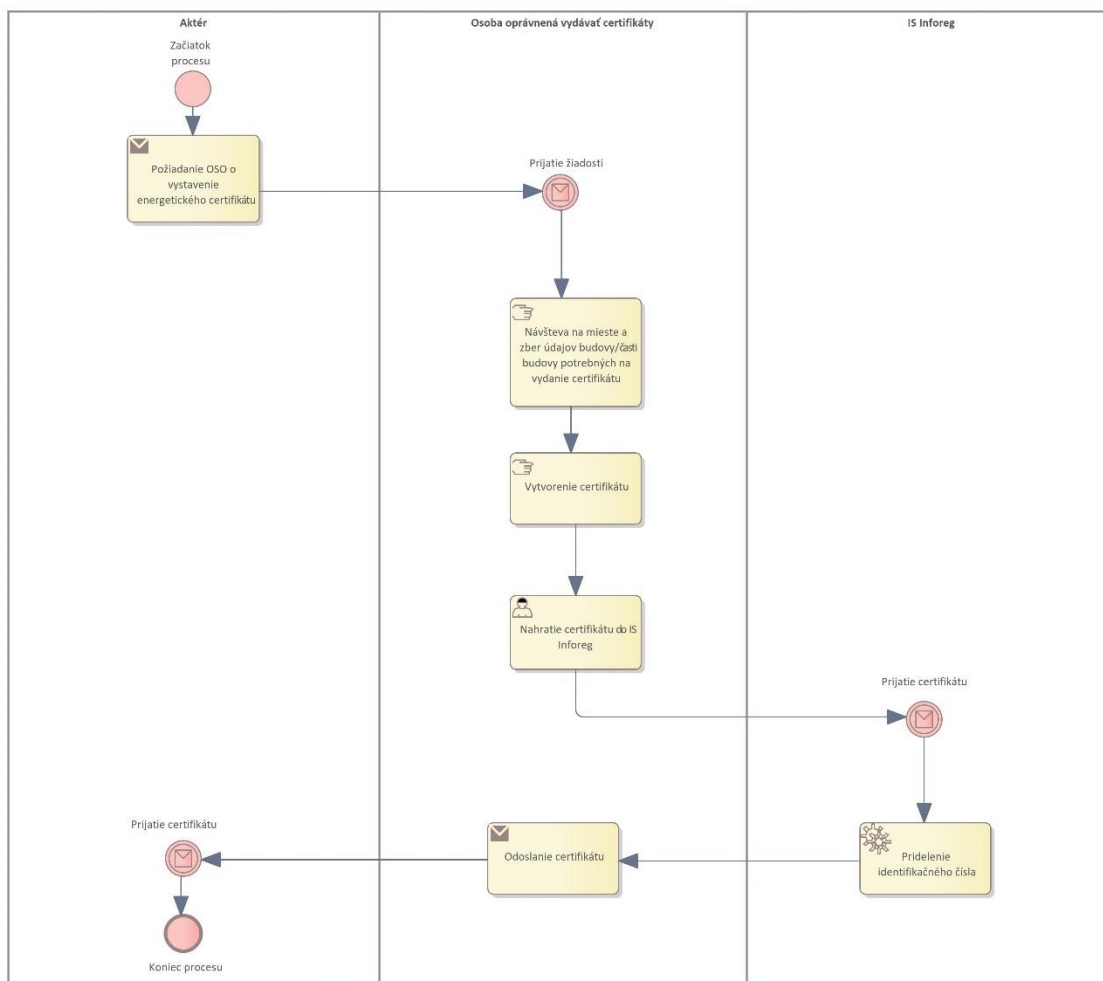 Aktér
Osoba oprávnená vydávať certifikáty
IS Inforeg
Začiatok
procesu
Požiadanie OSO o
vystavenie
energetického certifikátu
Prijatie žiadosti
Návšteva na mieste a
zber údajov budovy/časti
budovy potrebných na
vydanie certifikátu
Vytvorenie certifikátu
Nahratie certifikátu do IS
Inforeg
Prijatie certifikátu
Pridelenie
identifikačného čísla
Odoslanie certifikátu
Prijatie certifikátu
Koniec procesu